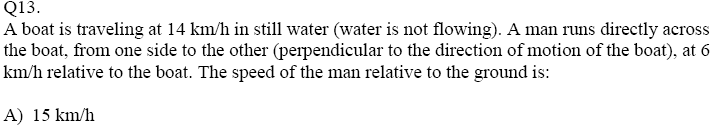 Q13.
A boat is traveling at 14 km/h in still water (water is not flowing). A man runs directly across
the boat, from one side to the other (perpendicular to the direction of motion of the boat), at 6
km/h relative to the boat. The speed of the man relative to the ground is:
A) 15 km/h